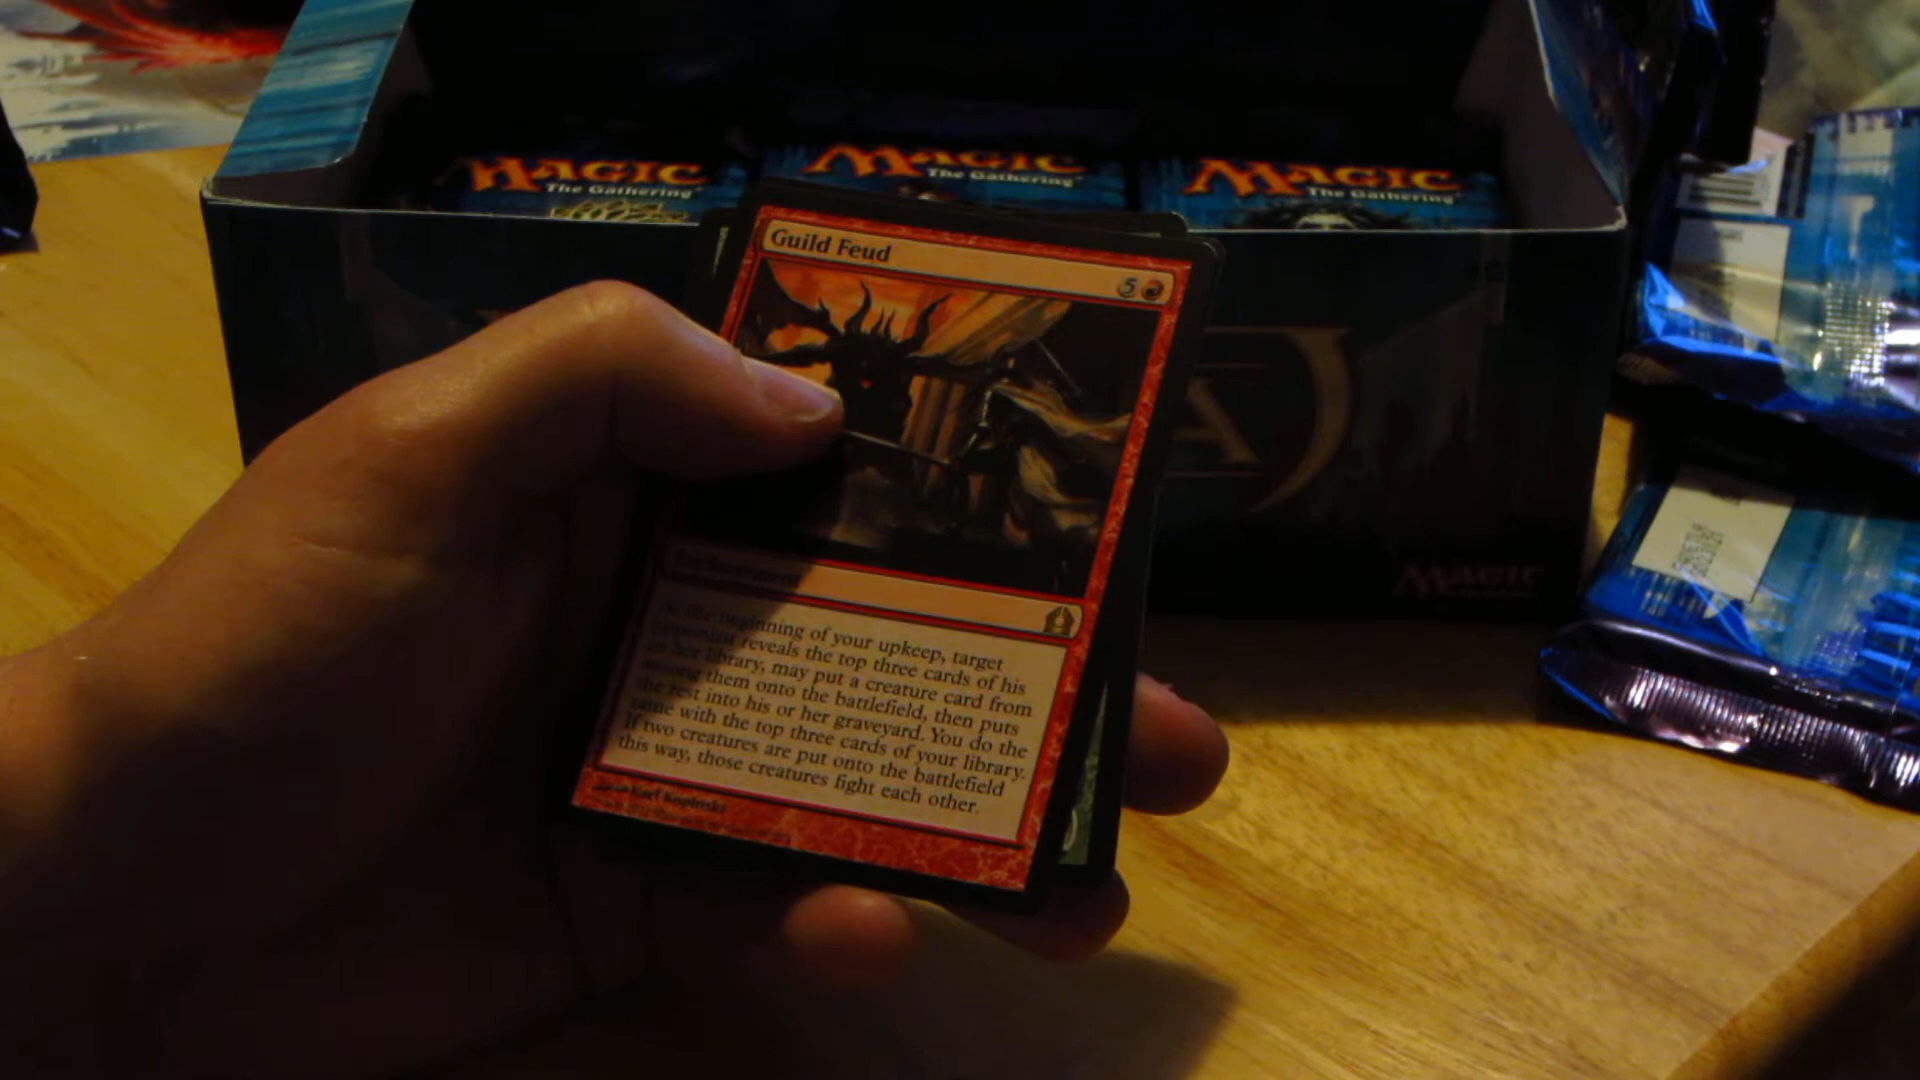 MAGIC
The Gathering
MAGIC
The Gathering
MAGIC
The Gathering
Guild Feud
5
A
MAGIC
Enchantment
At the beginning of your upkeep, target
opponent reveals the top three cards of his
or her library, may put a creature card from
among them onto the battlefield, then puts
the rest into his or her graveyard. You do the
same with the top three cards of your library.
If two creatures are put onto the battlefield
this way, those creatures fight each other.
Karl Kopinski